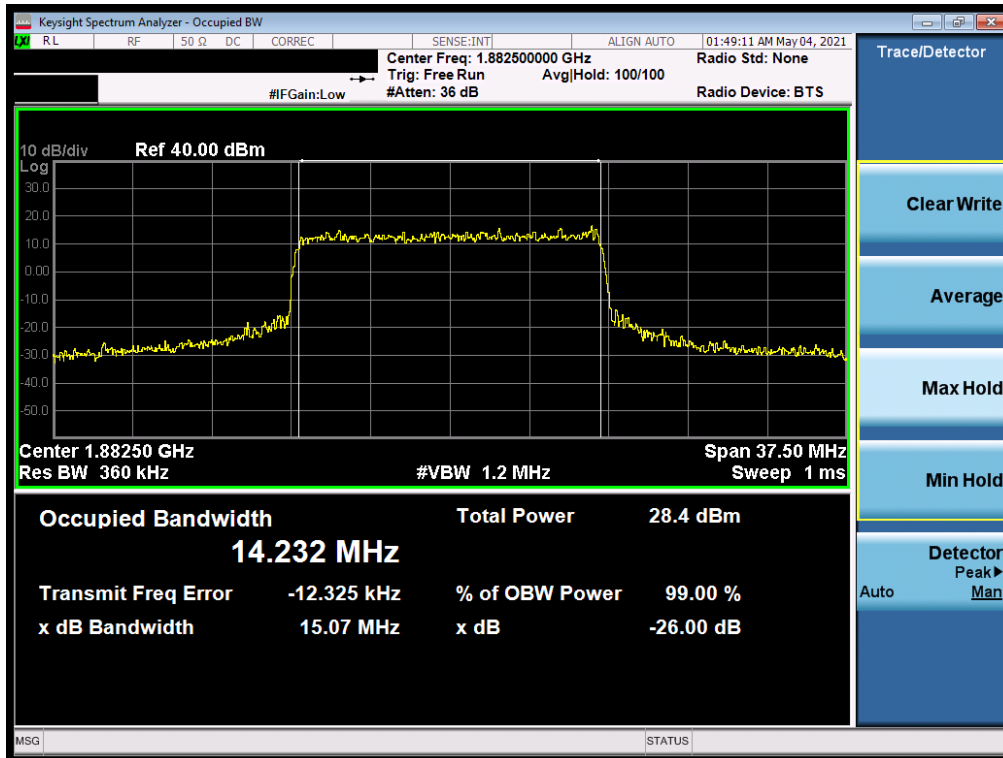 Keysight Spectrum Analyzer - Occupied BW
LXI RL RF 50 Ω DC CORREC SENSE:INT ALIGN AUTO 01:49:11 AM May 04, 2021
Center Freq: 1.882500000 GHz Radio Std: None
Trig: Free Run Avg|Hold: 100/100
#IFGain:Low #Atten: 36 dB Radio Device: BTS
10 dB/div Ref 40.00 dBm
Log
30.0
20.0
10.0
0.00
-10.0
-20.0
-30.0
-40.0
-50.0
Center 1.88250 GHz Span 37.50 MHz
Res BW 360 kHz #VBW 1.2 MHz Sweep 1 ms
Occupied Bandwidth Total Power 28.4 dBm
14.232 MHz
Transmit Freq Error -12.325 kHz % of OBW Power 99.00 %
x dB Bandwidth 15.07 MHz x dB -26.00 dB
MSG STATUS
Trace/Detector
Clear Write
Average
Max Hold
Min Hold
Detector
Peak▶
Auto Man